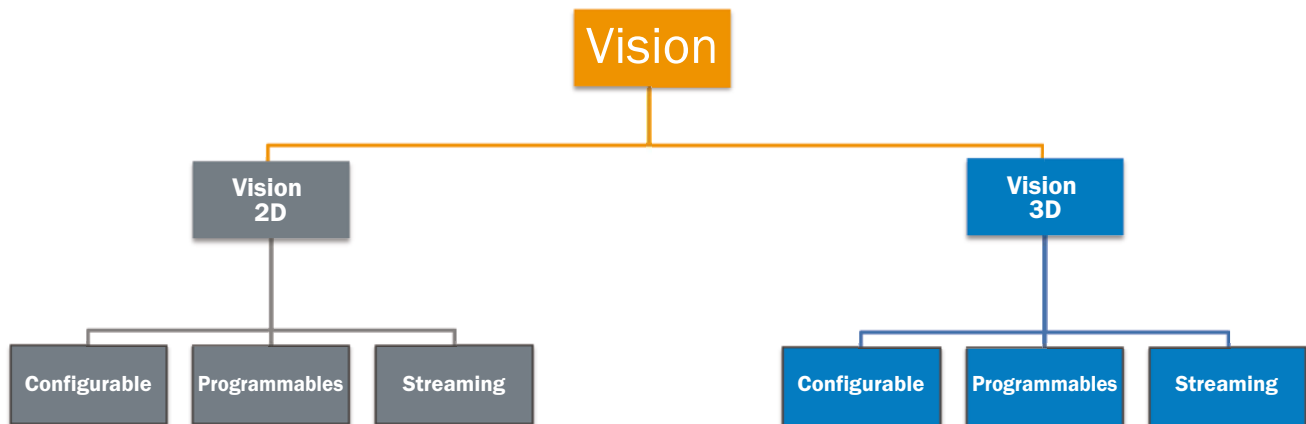 Vision
Vision
2D
Vision
3D
Configurable
Programmables
Streaming
Configurable
Programmables
Streaming